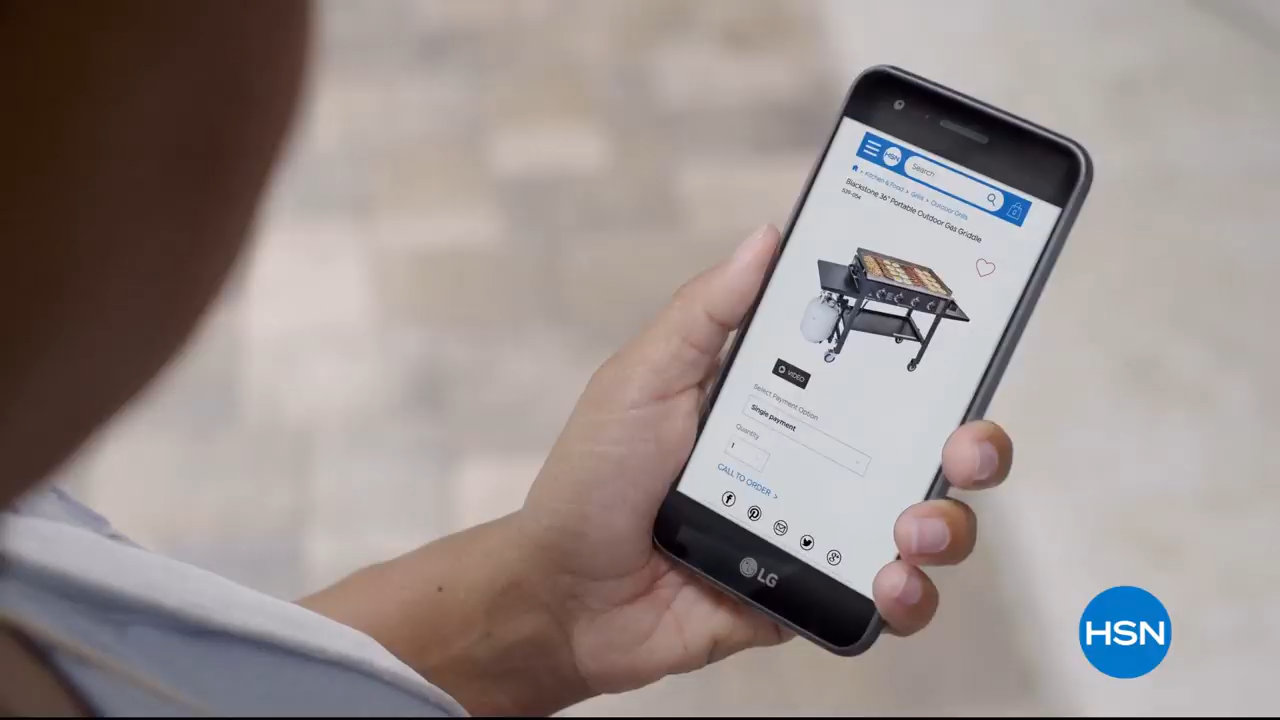 HSN
Search
Kitchen & Food > Grills > Outdoor Grills
Blackstone 36" Portable Outdoor Gas Griddle
VIDEO
Select Payment Option
Single payment
Quantity
1
CALL TO ORDER >
LG
HSN